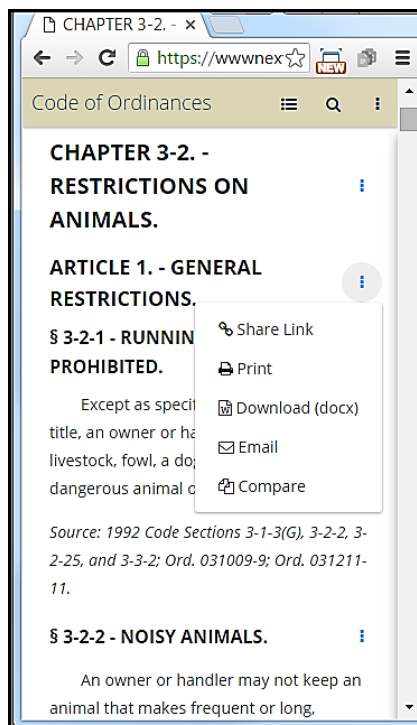 CHAPTER 3-2. -
https://wwwnex
NEW
Code of Ordinances
CHAPTER 3-2. -
RESTRICTIONS ON
ANIMALS.
ARTICLE 1. - GENERAL
RESTRICTIONS.
§ 3-2-1 - RUNNIN
PROHIBITED.
Share Link
Print
Download (docx)
Email
Compare
Except as specif
title, an owner or ha
livestock, fowl, a dog
dangerous animal o
Source: 1992 Code Sections 3-1-3(G), 3-2-2, 3-
2-25, and 3-3-2; Ord. 031009-9; Ord. 031211-
11.
§ 3-2-2 - NOISY ANIMALS.
An owner or handler may not keep an
animal that makes frequent or long,